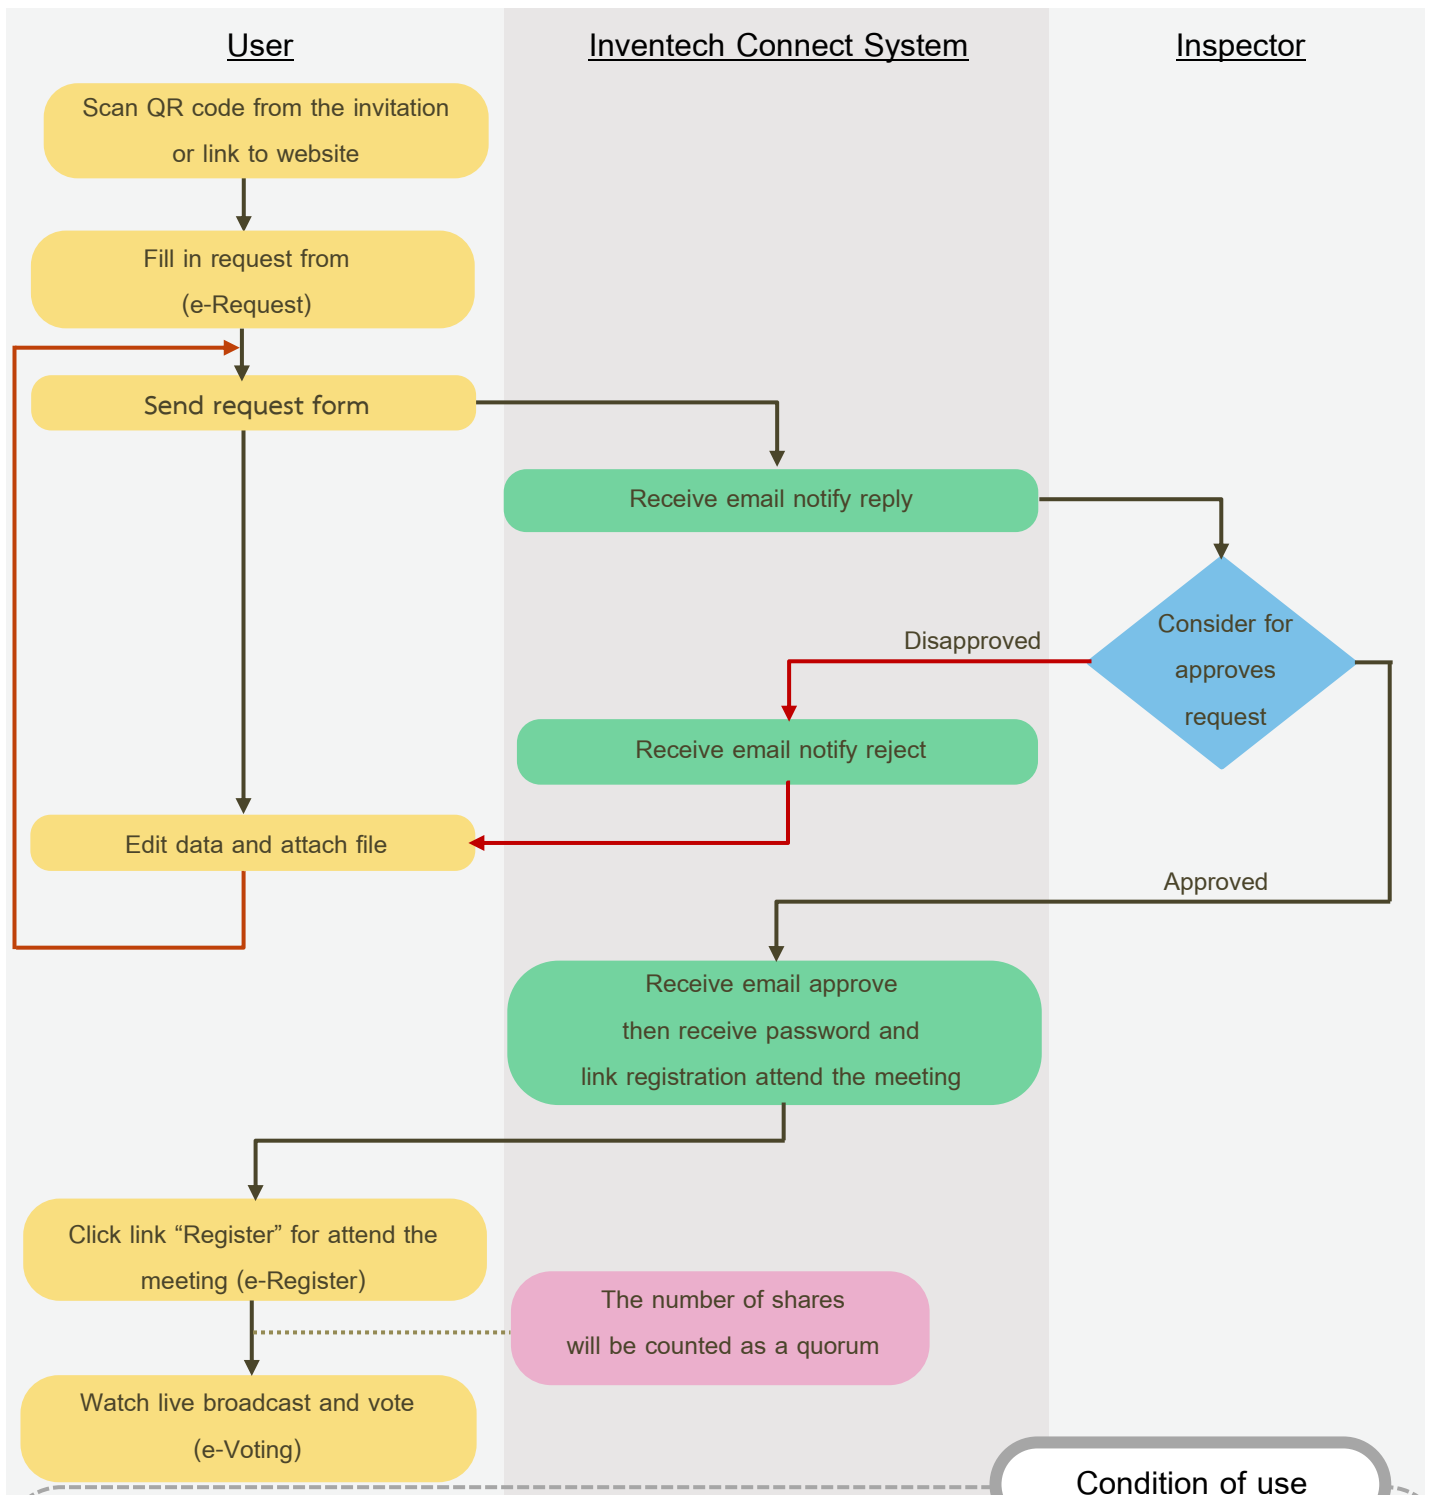 User
Inventech Connect System
Inspector
Scan QR code from the invitation
or link to website
Fill in request from
(e-Request)
Send request form
Receive email notify reply
Consider for
approves
request
Disapproved
Receive email notify reject
Edit data and attach file
Approved
Receive email approve
then receive password and
link registration attend the meeting
Click link “Register” for attend the
meeting (e-Register)
The number of shares
will be counted as a quorum
Watch live broadcast and vote
(e-Voting)
Condition of use